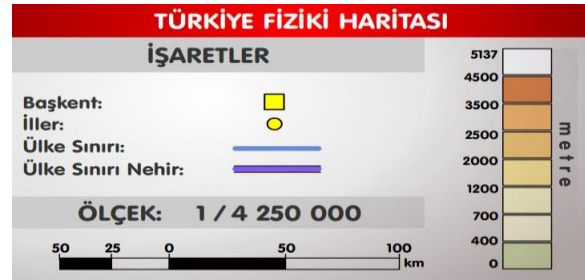 TÜRKİYE FİZİKİ HARİTASI
İŞARETLER
Başkent:
İller:
Ülke Sınırı:
Ülke Sınırı Nehir:
ÖLÇEK: 1 / 4 250 000
50 25 0 50 100
km
5137
4500
3500
2500
2000
1200
700
400
0
metre